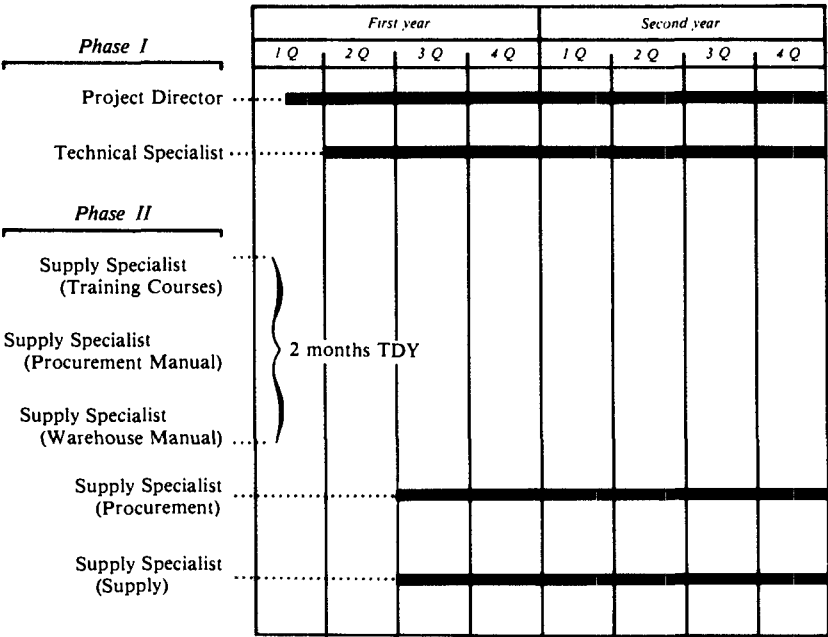 First year Second year
Phase I
1 Q 2 Q 3 Q 4 Q 1 Q 2 Q 3 Q 4 Q
Project Director
Technical Specialist
Phase II
Supply Specialist
(Training Courses)
Supply Specialist
(Procurement Manual)
2 months TDY
Supply Specialist
(Warehouse Manual)
Supply Specialist
(Procurement)
Supply Specialist
(Supply)